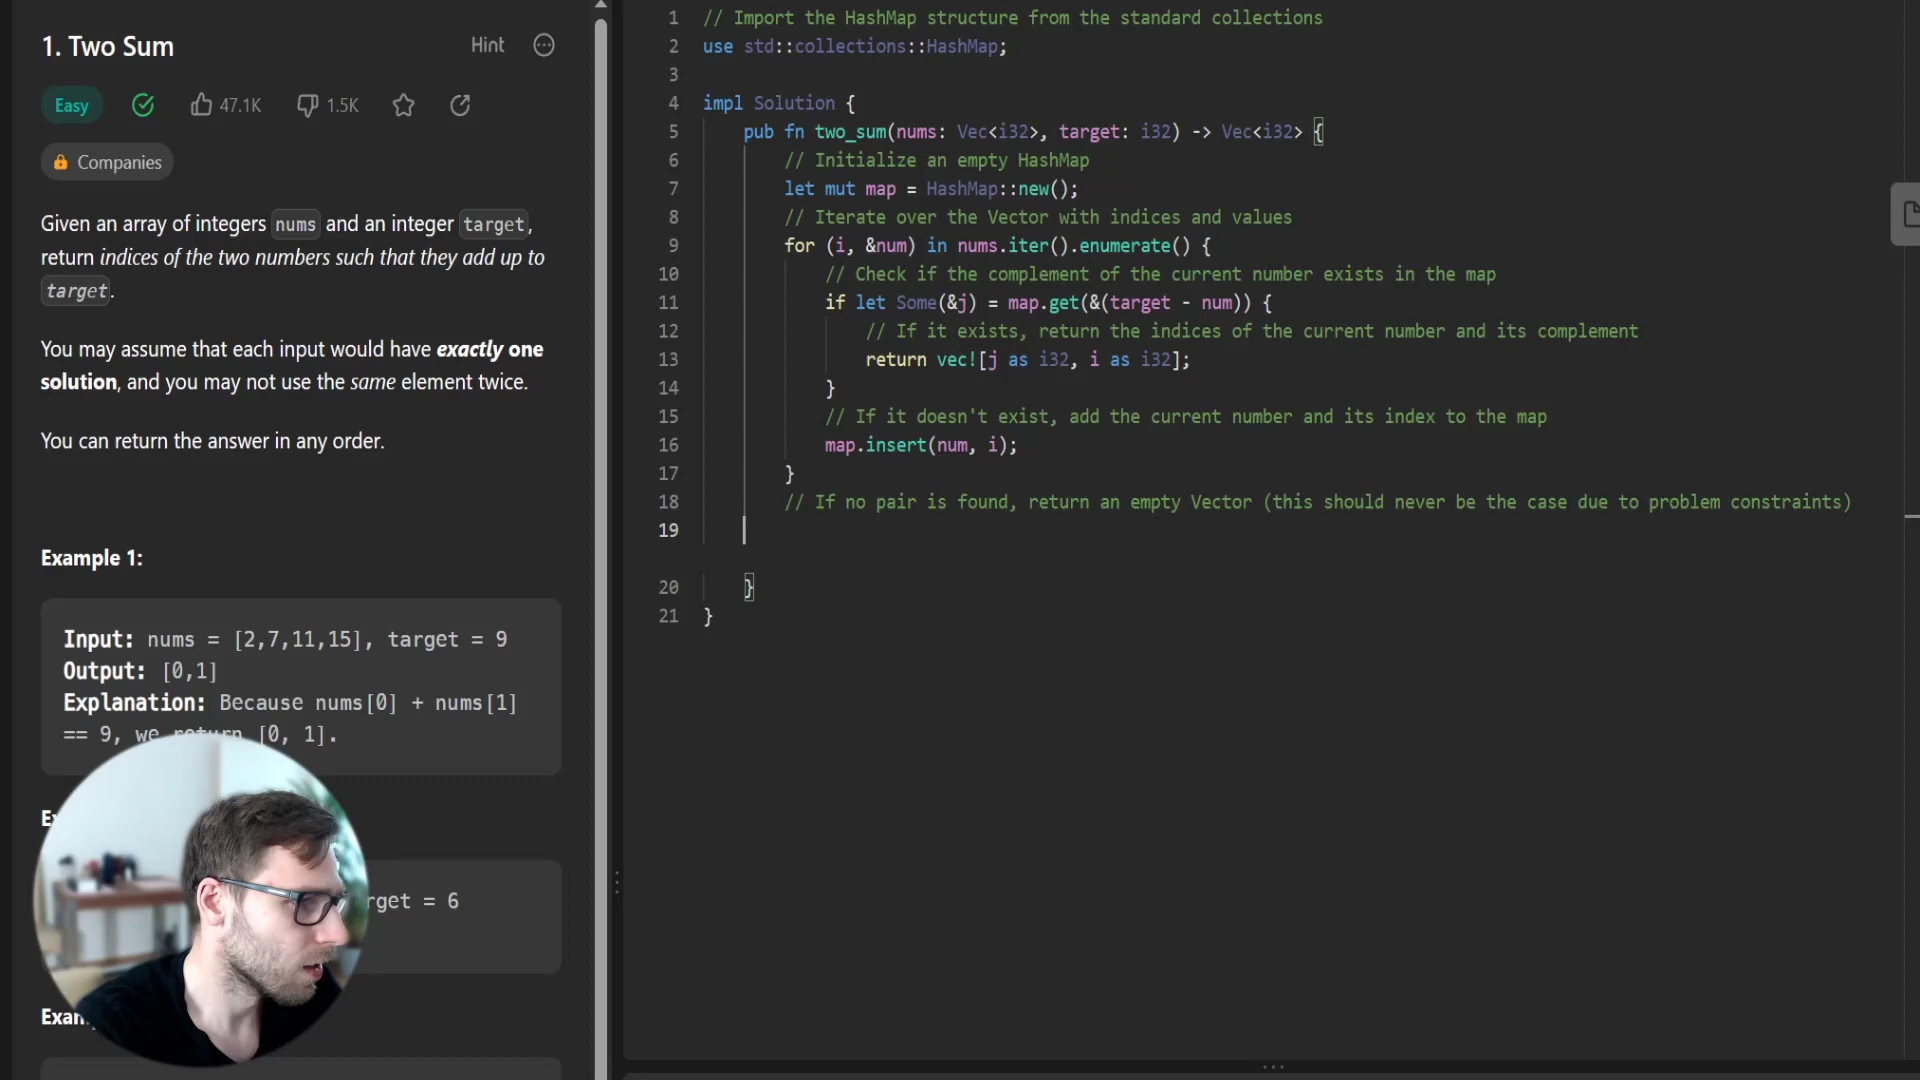 1. Two Sum
Hint
Easy
47.1K
1.5K
Companies
Given an array of integers nums and an integer target,
return indices of the two numbers such that they add up to
target.
You may assume that each input would have exactly one
solution, and you may not use the same element twice.
You can return the answer in any order.
Example 1:
Input: nums = [2,7,11,15], target = 9
Output: [0,1]
Explanation: Because nums[0] + nums[1]
== 9, we return [0, 1].
= 6
1 // Import the HashMap structure from the standard collections
2 use std::collections::HashMap;
3
4 impl Solution {
5 pub fn two_sum(nums: Vec<i32>, target: i32) -> Vec<i32> {
6 // Initialize an empty HashMap
7 let mut map = HashMap::new();
8 // Iterate over the Vector with indices and values
9 for (i, &num) in nums.iter().enumerate() {
10 // Check if the complement of the current number exists in the map
11 if let Some(&j) = map.get(&(target - num)) {
12 // If it exists, return the indices of the current number and its complement
13 return vec![j as i32, i as i32];
14 }
15 // If it doesn't exist, add the current number and its index to the map
16 map.insert(num, i);
17 }
18 // If no pair is found, return an empty Vector (this should never be the case due to problem constraints)
19
20 }
21 }